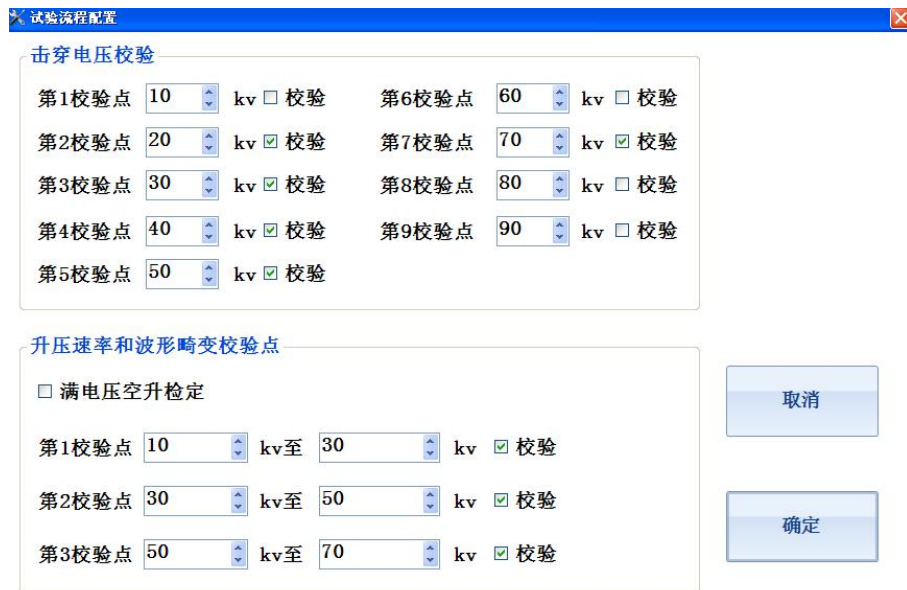 试验流程配置
击穿电压校验
第1校验点 10 kv 校验 第6校验点 60 kv 校验
第2校验点 20 kv 校验 第7校验点 70 kv 校验
第3校验点 30 kv 校验 第8校验点 80 kv 校验
第4校验点 40 kv 校验 第9校验点 90 kv 校验
第5校验点 50 kv 校验
升压速率和波形畸变校验点
满电压空升检定
取消
第1校验点 10 kv至 30 kv 校验
第2校验点 30 kv至 50 kv 校验
确定
第3校验点 50 kv至 70 kv 校验